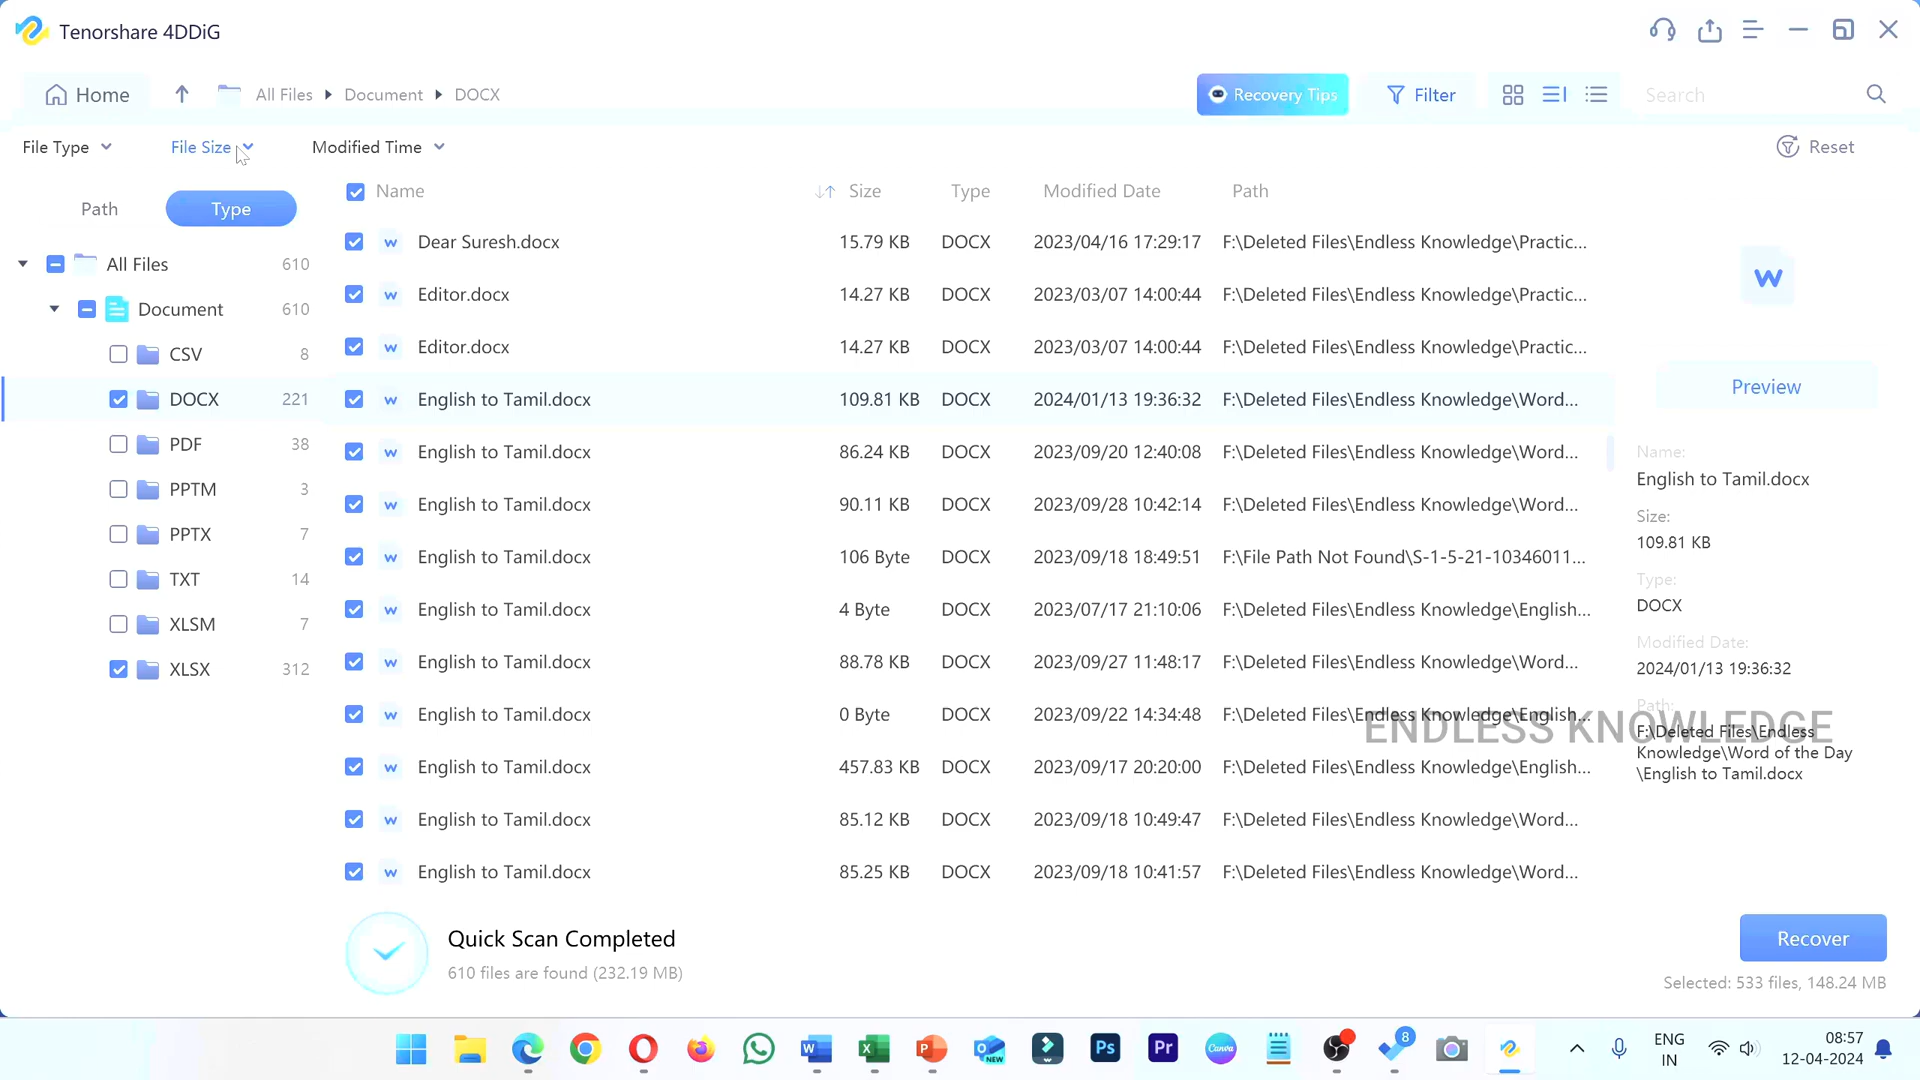 Tenorshare 4DDiG
Home All Files Document DOCX Recovery Tips Filter Search
File Type File Size Modified Time Reset
Path Type
Name Size Type Modified Date Path
All Files 610
Document 610
CSV 8
DOCX 221
PDF 38
PPTM 3
PPTX 7
TXT 14
XLSM 7
XLSX 312
Dear Suresh.docx 15.79 KB DOCX 2023/04/16 17:29:17 F:\Deleted Files\Endless Knowledge\Practic...
Editor.docx 14.27 KB DOCX 2023/03/07 14:00:44 F:\Deleted Files\Endless Knowledge\Practic...
Editor.docx 14.27 KB DOCX 2023/03/07 14:00:44 F:\Deleted Files\Endless Knowledge\Practic...
English to Tamil.docx 109.81 KB DOCX 2024/01/13 19:36:32 F:\Deleted Files\Endless Knowledge\Word...
English to Tamil.docx 86.24 KB DOCX 2023/09/20 12:40:08 F:\Deleted Files\Endless Knowledge\Word...
English to Tamil.docx 90.11 KB DOCX 2023/09/28 10:42:14 F:\Deleted Files\Endless Knowledge\Word...
English to Tamil.docx 106 Byte DOCX 2023/09/18 18:49:51 F:\File Path Not Found\S-1-5-21-10346011...
English to Tamil.docx 4 Byte DOCX 2023/07/17 21:10:06 F:\Deleted Files\Endless Knowledge\English...
English to Tamil.docx 88.78 KB DOCX 2023/09/27 11:48:17 F:\Deleted Files\Endless Knowledge\Word...
English to Tamil.docx 0 Byte DOCX 2023/09/22 14:34:48 F:\Deleted Files\Endless Knowledge\English...
English to Tamil.docx 457.83 KB DOCX 2023/09/17 20:20:00 F:\Deleted Files\Endless Knowledge\English...
English to Tamil.docx 85.12 KB DOCX 2023/09/18 10:49:47 F:\Deleted Files\Endless Knowledge\Word...
English to Tamil.docx 85.25 KB DOCX 2023/09/18 10:41:57 F:\Deleted Files\Endless Knowledge\Word...
Preview
Name:
English to Tamil.docx
Size:
109.81 KB
Type:
DOCX
Modified Date:
2024/01/13 19:36:32
Path:
F:\Deleted Files\Endless
Knowledge\Word of the Day
\English to Tamil.docx
ENDLESS KNOWLEDGE
Quick Scan Completed
610 files are found (232.19 MB)
Recover
Selected: 533 files, 148.24 MB
NEW
Ps
Pr
Canva
8
ENG
IN
08:57
12-04-2024